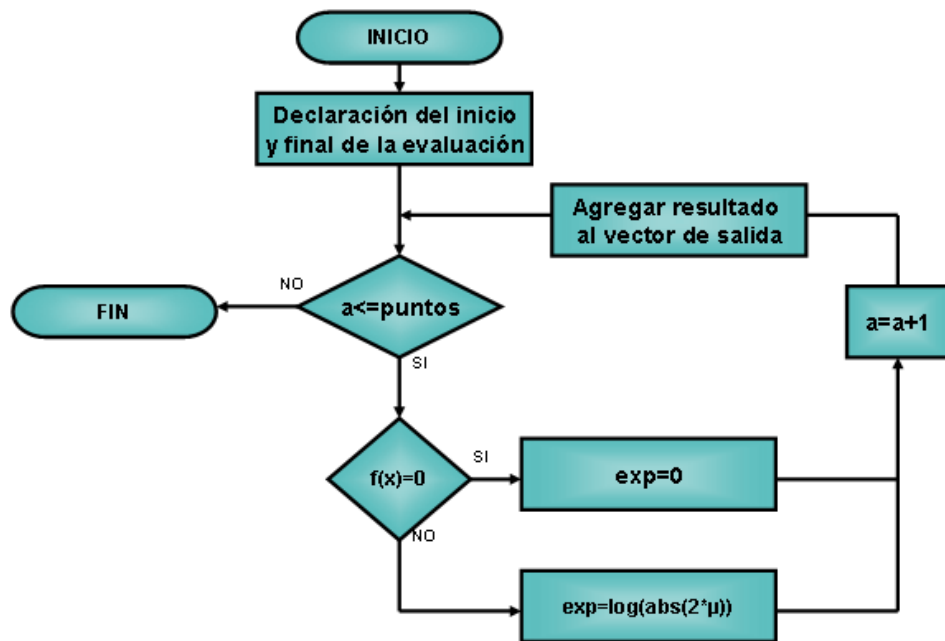 INICIO
Declaración del inicio
y final de la evaluación
Agregar resultado
al vector de salida
NO
FIN
a<=puntos
a=a+1
SI
f(x)=0
SI
exp=0
NO
exp=log(abs(2*μ))